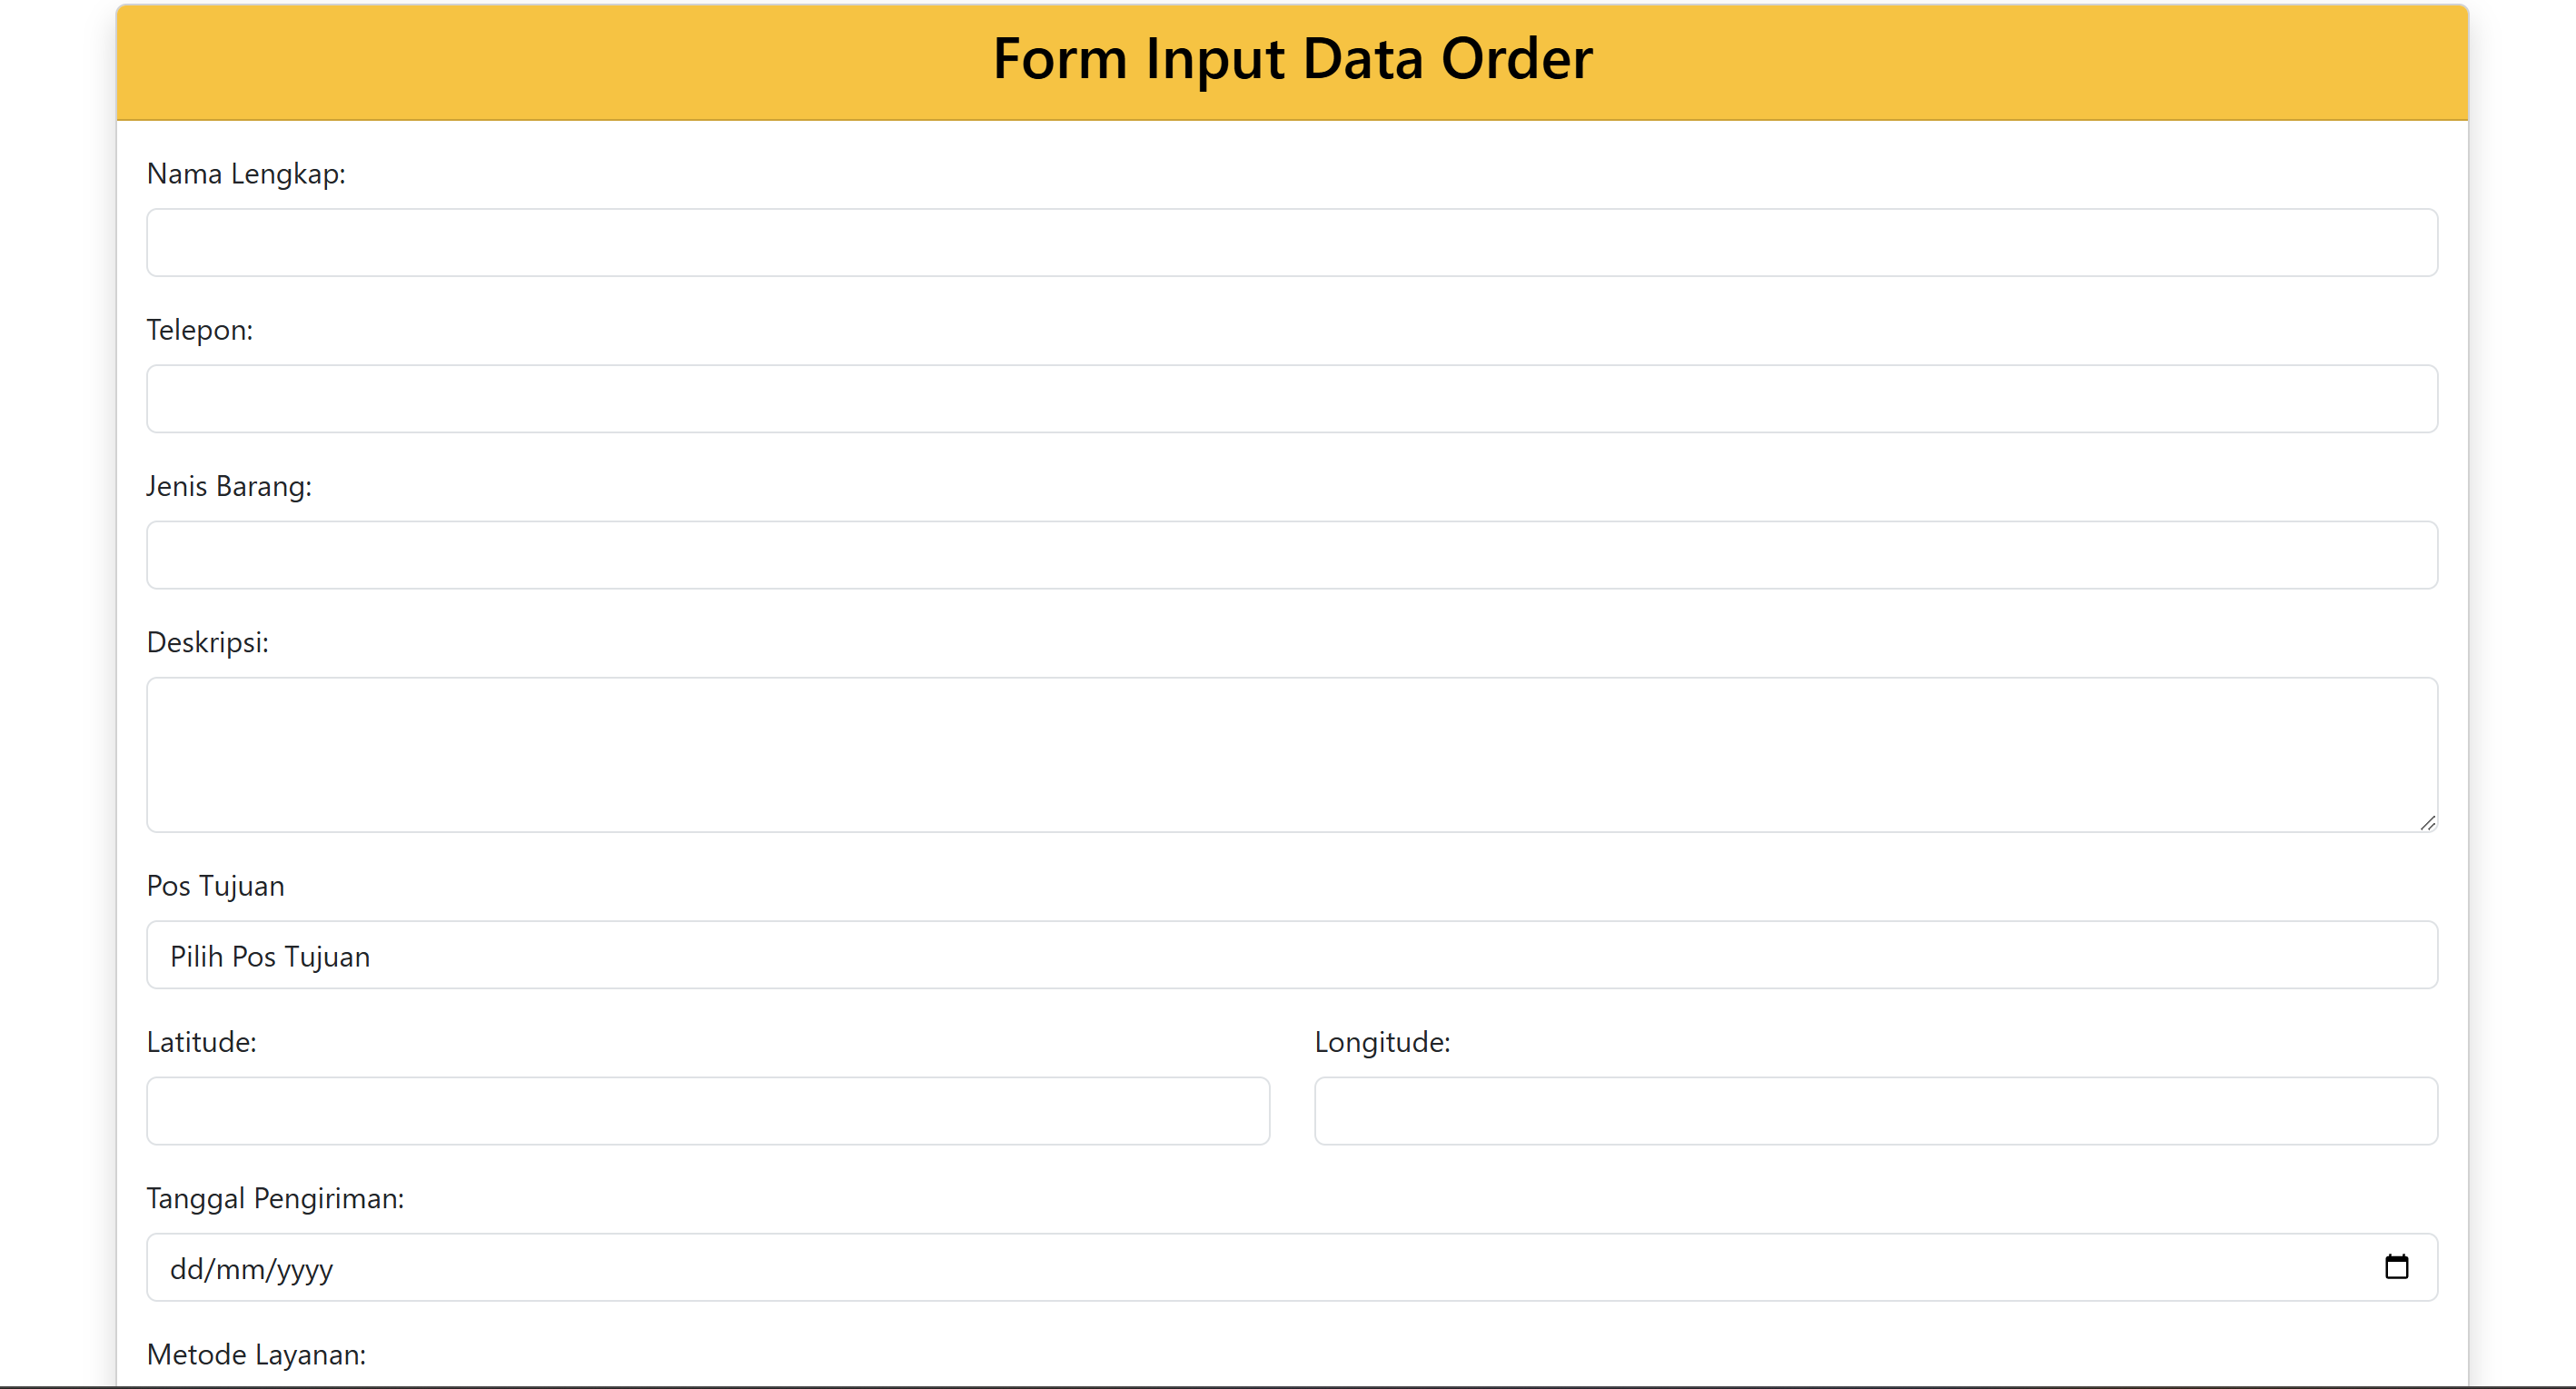 Form Input Data Order
Nama Lengkap:
Telepon:
Jenis Barang:
Deskripsi:
Pos Tujuan
Pilih Pos Tujuan
Latitude:
Longitude:
Tanggal Pengiriman:
dd/mm/yyyy
Metode Layanan: